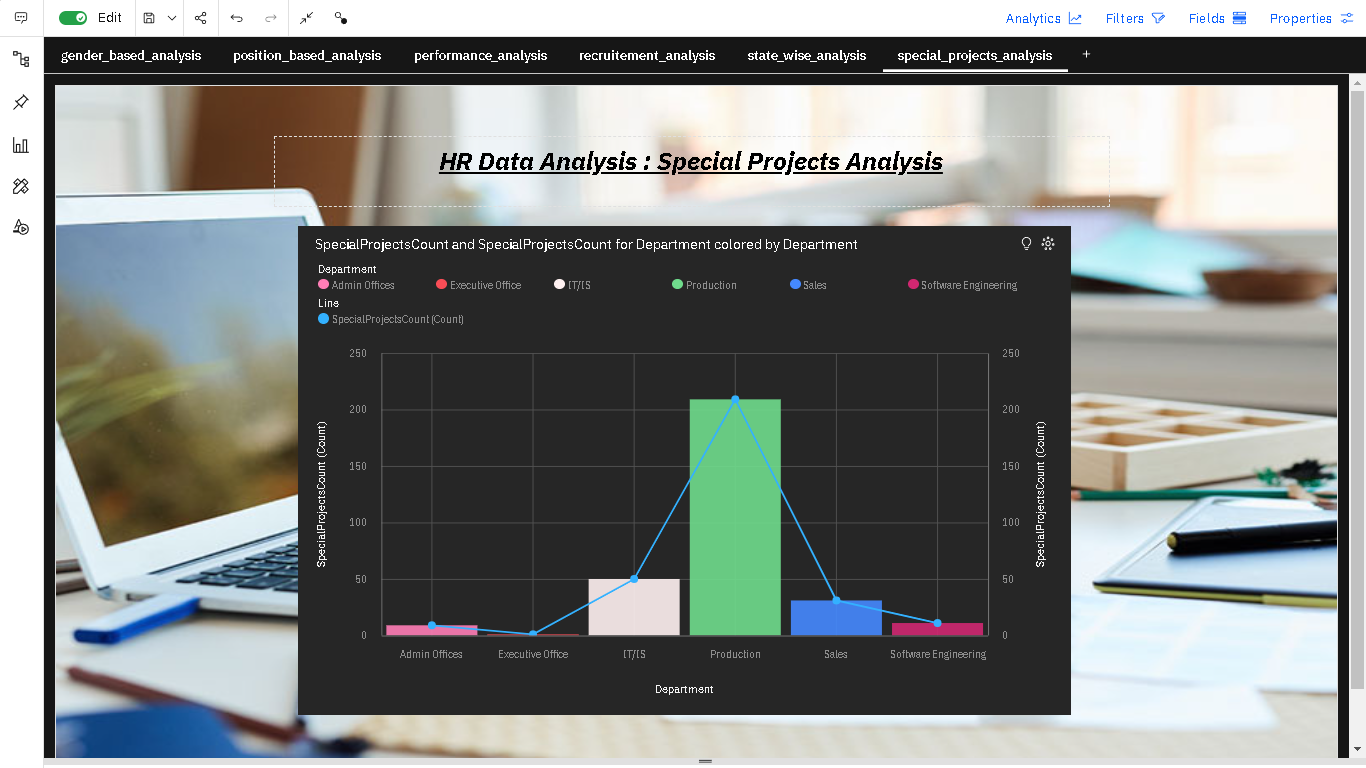 Edit
Analytics Filters Fields Properties
gender_based_analysis position_based_analysis performance_analysis recruitement_analysis state_wise_analysis special_projects_analysis +
HR Data Analysis : Special Projects Analysis
SpecialProjectsCount and SpecialProjectsCount for Department colored by Department
Department
Admin Offices Executive Office IT/IS Production Sales Software Engineering
Line
SpecialProjectsCount (Count)
250 250
200 200
150 150
100 100
50 50
0 0
SpecialProjectsCount (Count)
SpecialProjectsCount (Count)
Admin Offices Executive Office IT/IS Production Sales Software Engineering
Department